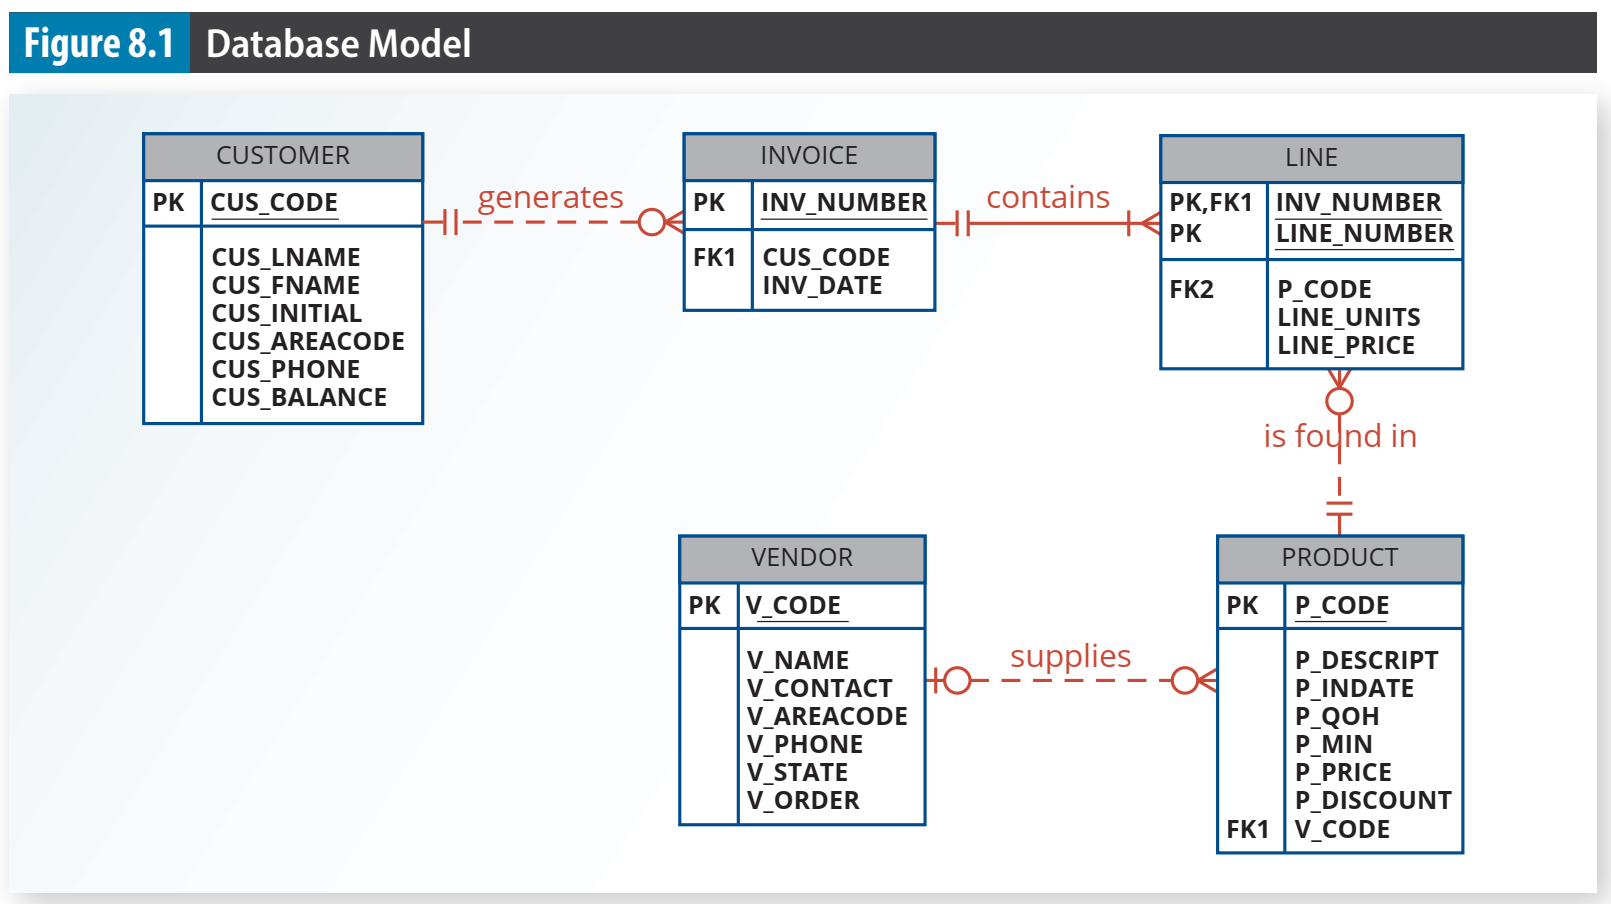 Figure 8.1 Database Model
CUSTOMER
PK CUS_CODE
CUS_LNAME
CUS_FNAME
CUS_INITIAL
CUS_AREACODE
CUS_PHONE
CUS_BALANCE
generates
INVOICE
PK INV_NUMBER
FK1 CUS_CODE
INV_DATE
contains
LINE
PK,FK1 INV_NUMBER
PK LINE_NUMBER
FK2 P_CODE
LINE_UNITS
LINE_PRICE
is found in
VENDOR
PK V_CODE
V_NAME
V_CONTACT
V_AREACODE
V_PHONE
V_STATE
V_ORDER
supplies
PRODUCT
PK P_CODE
P_DESCRIPT
P_INDATE
P_QOH
P_MIN
P_PRICE
P_DISCOUNT
FK1 V_CODE